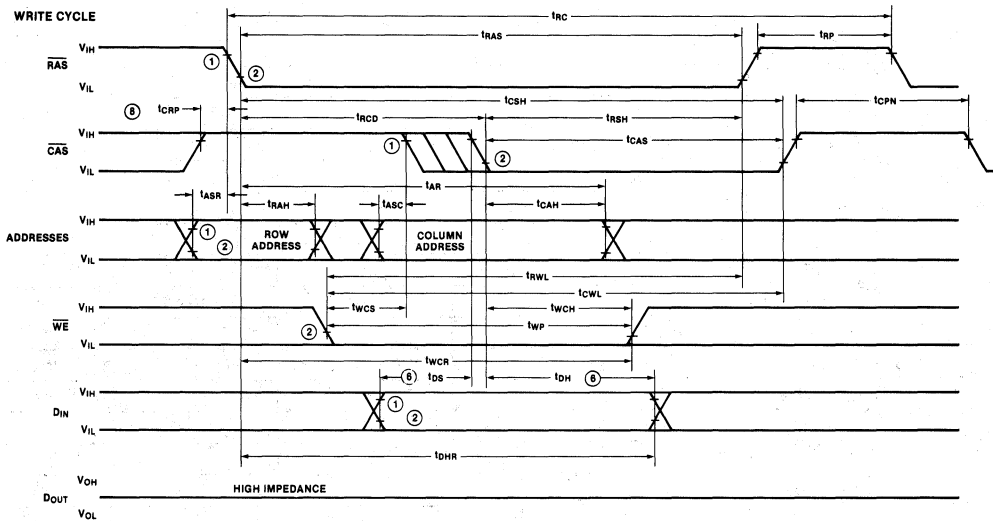 WRITE CYCLE
tRC
tRAS
tRP
VIH
RAS
VIL
1
2
tCSH
8
tCRP
tRCD
tRSH
tCPN
VIH
CAS
VIL
1
2
tCAS
tASR
tAR
tRAH
tASC
tCAH
VIH
ADDRESSES
VIL
1
2
ROW
ADDRESS
COLUMN
ADDRESS
tRWL
tCWL
VIH
WE
VIL
tWCS
tWCH
2
tWP
tWCR
6
tDS
tDH
6
VIH
DIN
VIL
1
2
tDHR
VOH
DOUT
VOL
HIGH IMPEDANCE